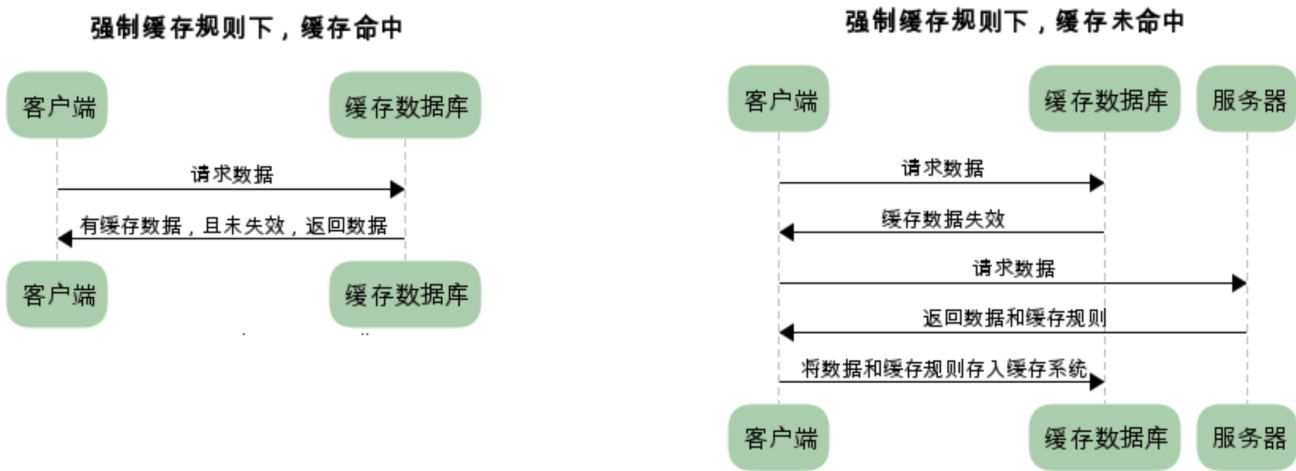 强制缓存规则下，缓存命中
客户端
缓存数据库
请求数据
有缓存数据，且未失效，返回数据
客户端
缓存数据库
强制缓存规则下，缓存未命中
客户端
缓存数据库
服务器
请求数据
缓存数据失效
请求数据
返回数据和缓存规则
将数据和缓存规则存入缓存系统
客户端
缓存数据库
服务器